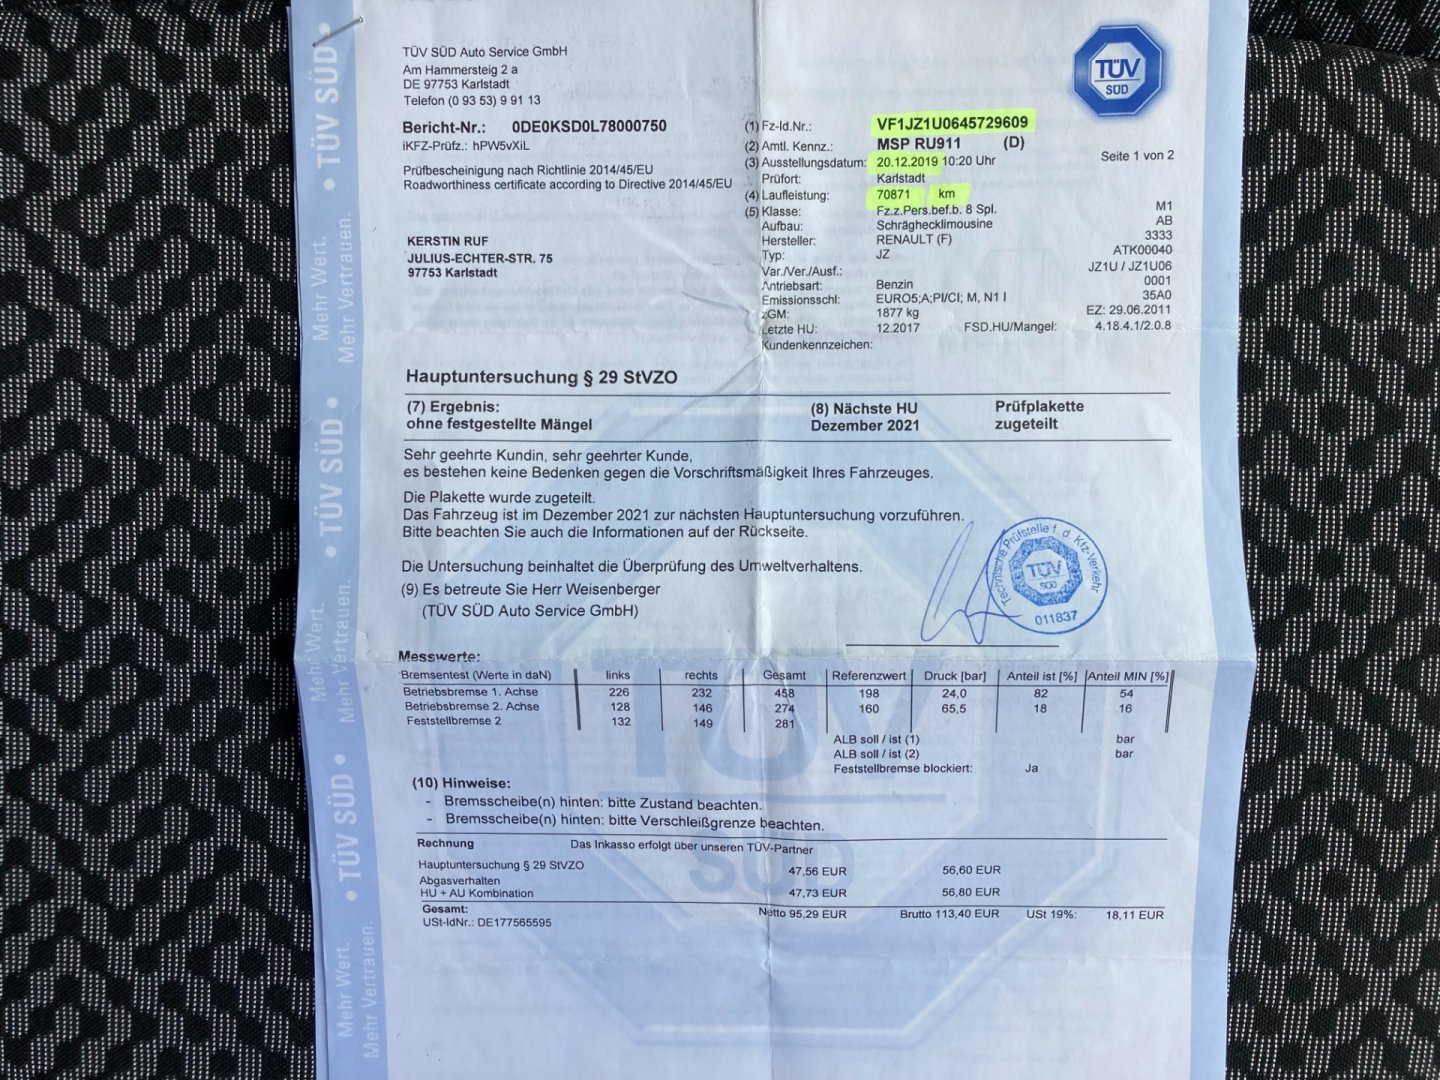 TÜV SÜD Auto Service GmbH
Am Hammersteig 2 a
DE 97753 Karlstadt
Telefon (0 93 53) 9 91 13
Bericht-Nr.: 0DE0KSD0L78000750
iKFZ-Prüfz.: hPW5vXiL
Prüfbescheinigung nach Richtlinie 2014/45/EU
Roadworthiness certificate according to Directive 2014/45/EU
KERSTIN RUF
JULIUS-ECHTER-STR. 75
97753 Karlstadt
TÜV
SÜD
(1) Fz-Id.Nr.: VF1JZ1U0645729609
(2) Amtl. Kennz.: MSP RU911 (D)
(3) Ausstellungsdatum: 20.12.2019 10:20 Uhr Seite 1 von 2
Prüfort: Karlstadt
(4) Laufleistung: 70871 km
(5) Klasse: Fz.z.Pers.bef.b. 8 Spl. M1
Aufbau: Schräghecklimousine AB
Hersteller: RENAULT (F) 3333
Typ: JZ ATK00040
Var./Ver./Ausf.: JZ1U / JZ1U06
Antriebsart: Benzin 0001
Emissionsschl: EURO5;A;PI/CI; M, N1 I 35A0
zGM: 1877 kg EZ: 29.06.2011
Letzte HU: 12.2017 FSD.HU/Mangel: 4.18.4.1/2.0.8
Kundenkennzeichen:
Hauptuntersuchung § 29 StVZO
(7) Ergebnis: (8) Nächste HU Prüfplakette
ohne festgestellte Mängel Dezember 2021 zugeteilt
Sehr geehrte Kundin, sehr geehrter Kunde,
es bestehen keine Bedenken gegen die Vorschriftsmäßigkeit Ihres Fahrzeuges.
Die Plakette wurde zugeteilt.
Das Fahrzeug ist im Dezember 2021 zur nächsten Hauptuntersuchung vorzuführen.
Bitte beachten Sie auch die Informationen auf der Rückseite.
Die Untersuchung beinhaltet die Überprüfung des Umweltverhaltens.
(9) Es betreute Sie Herr Weisenberger
(TÜV SÜD Auto Service GmbH)
Technische Prüfstelle f. d. Kfz-Verkehr
TÜV
SÜD
011837
Messwerte:
Bremsentest (Werte in daN) links rechts Gesamt Referenzwert Druck [bar] Anteil ist [%] Anteil MIN [%]
Betriebsbremse 1. Achse 226 232 458 198 24,0 82 54
Betriebsbremse 2. Achse 128 146 274 160 65,5 18 16
Feststellbremse 2 132 149 281
ALB soll / ist (1) bar
ALB soll / ist (2) bar
Feststellbremse blockiert: Ja
(10) Hinweise:
- Bremsscheibe(n) hinten: bitte Zustand beachten.
- Bremsscheibe(n) hinten: bitte Verschleißgrenze beachten.
Rechnung Das Inkasso erfolgt über unseren TÜV-Partner
Hauptuntersuchung § 29 StVZO 47,56 EUR 56,60 EUR
Abgasverhalten
HU + AU Kombination 47,73 EUR 56,80 EUR
Gesamt: Netto 95,29 EUR Brutto 113,40 EUR USt 19%: 18,11 EUR
USt-IdNr.: DE177565595
TÜV
SÜD
• TÜV SÜD •
Mehr Wert.
Mehr Vertrauen.
• TÜV SÜD •
Mehr Wert.
Mehr Vertrauen.
• TÜV SÜD •
Mehr Wert.
Mehr Vertrauen.